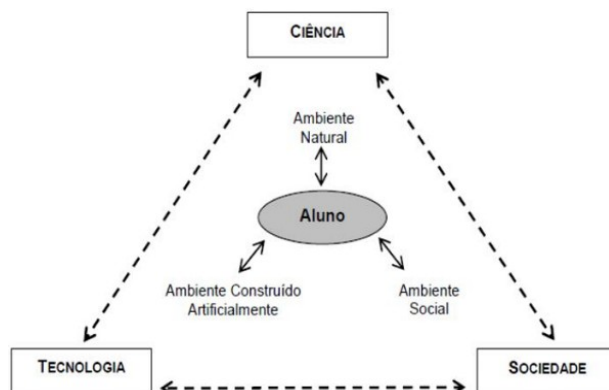 CIÊNCIA
Ambiente
Natural
Aluno
Ambiente Construído
Artificialmente
Ambiente
Social
TECNOLOGIA
SOCIEDADE